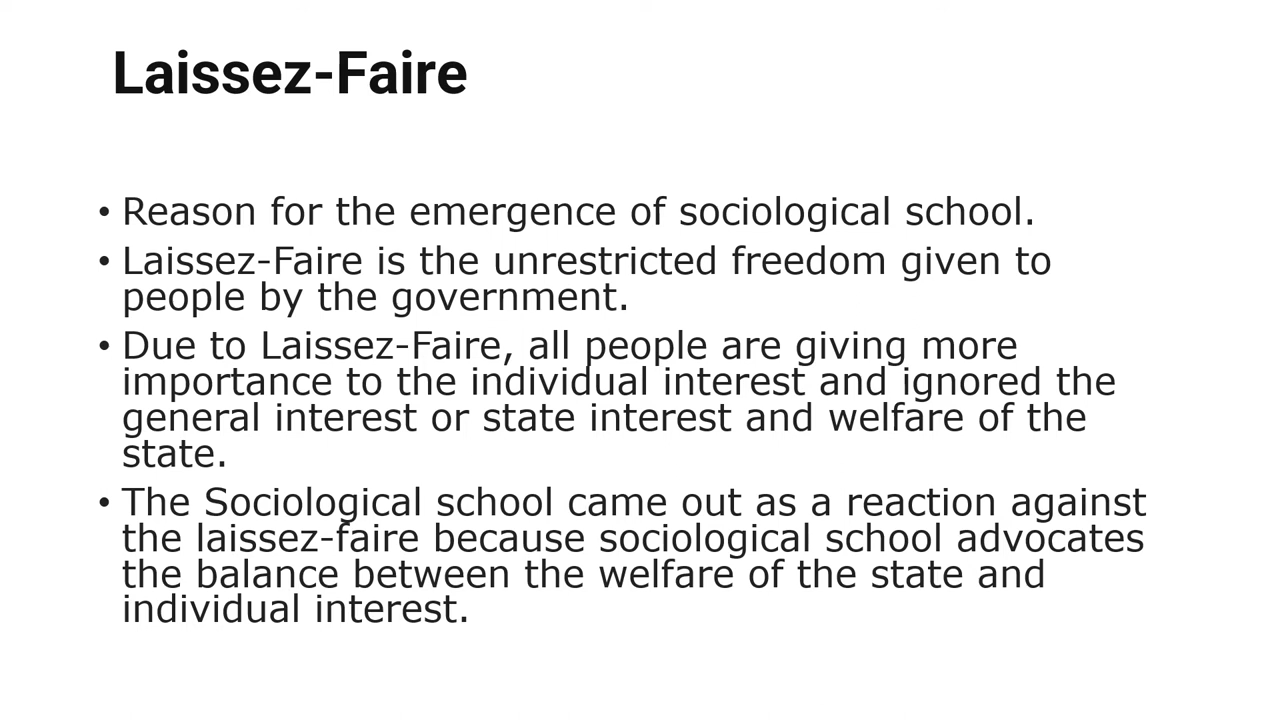 Laissez-Faire
• Reason for the emergence of sociological school.
• Laissez-Faire is the unrestricted freedom given to
people by the government.
• Due to Laissez-Faire, all people are giving more
importance to the individual interest and ignored the
general interest or state interest and welfare of the
state.
• The Sociological school came out as a reaction against
the laissez-faire because sociological school advocates
the balance between the welfare of the state and
individual interest.